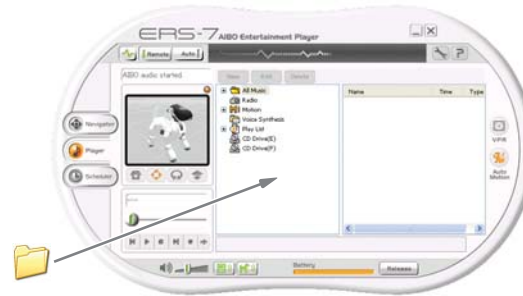 ERS-7 AIBO Entertainment Player
Remote Auto
AIBO audio started.
New Edit Delete
All Music
Radio
Motion
Voice Synthesis
Play List
CD Drive(E)
CD Drive(F)
Name Time Type
Navigator
Player
Scheduler
V.P/R
Auto
Motion
Battery
Release